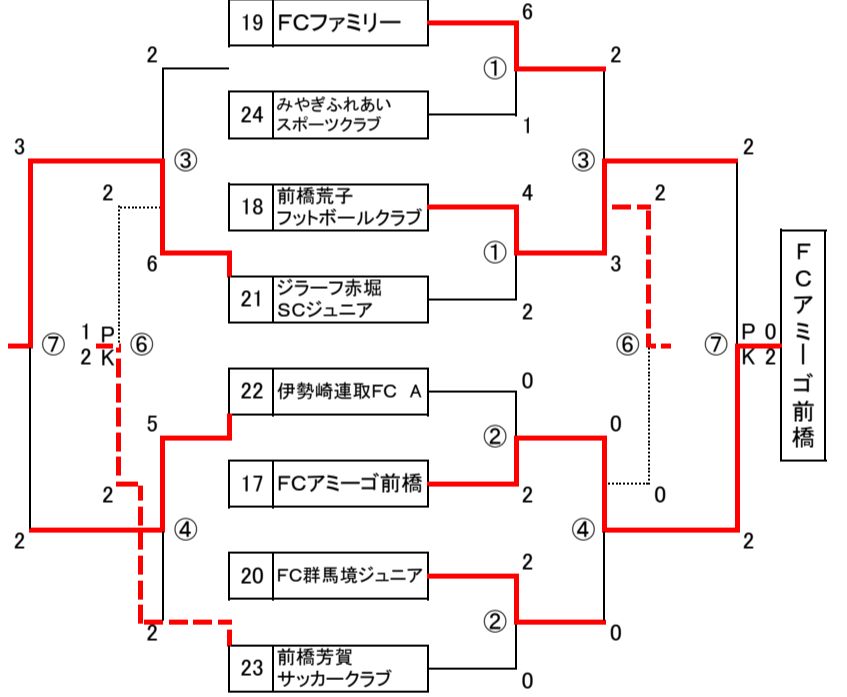 19 FCファミリー
6
2
①
2
24 みやぎふれあい
スポーツクラブ
1
3
③
③
2
2
18 前橋荒子
フットボールクラブ
4
2
①
6
3
21 ジラーフ赤堀
SCジュニア
2
FCアミーゴ前橋
⑦
1 P
2 K
⑥
⑥
⑦
P 0
K 2
22 伊勢崎連取FC A
0
5
②
0
17 FCアミーゴ前橋
2
2
0
2
④
④
2
20 FC群馬境ジュニア
2
②
2
0
23 前橋芳賀
サッカークラブ
0